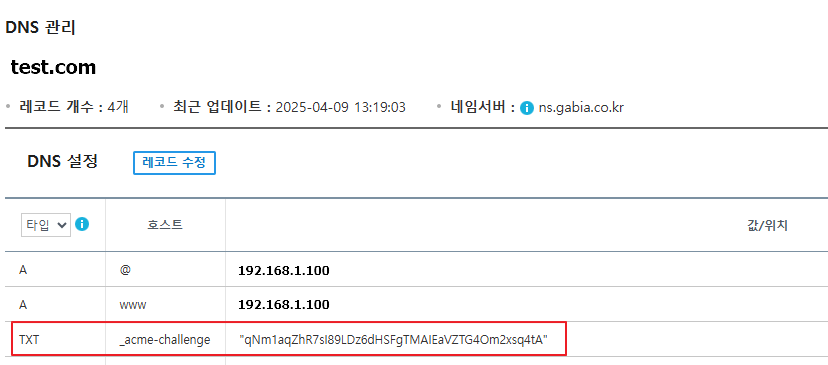 DNS 관리
test.com
• 레코드 개수 : 4개 • 최근 업데이트 : 2025-04-09 13:19:03 • 네임서버 : i ns.gabia.co.kr
DNS 설정 레코드 수정
타입 i 호스트 값/위치
A @ 192.168.1.100
A www 192.168.1.100
TXT _acme-challenge "qNm1aqZhR7sI89LDz6dHSFgTMAIEaVZTG4Om2xsq4tA"